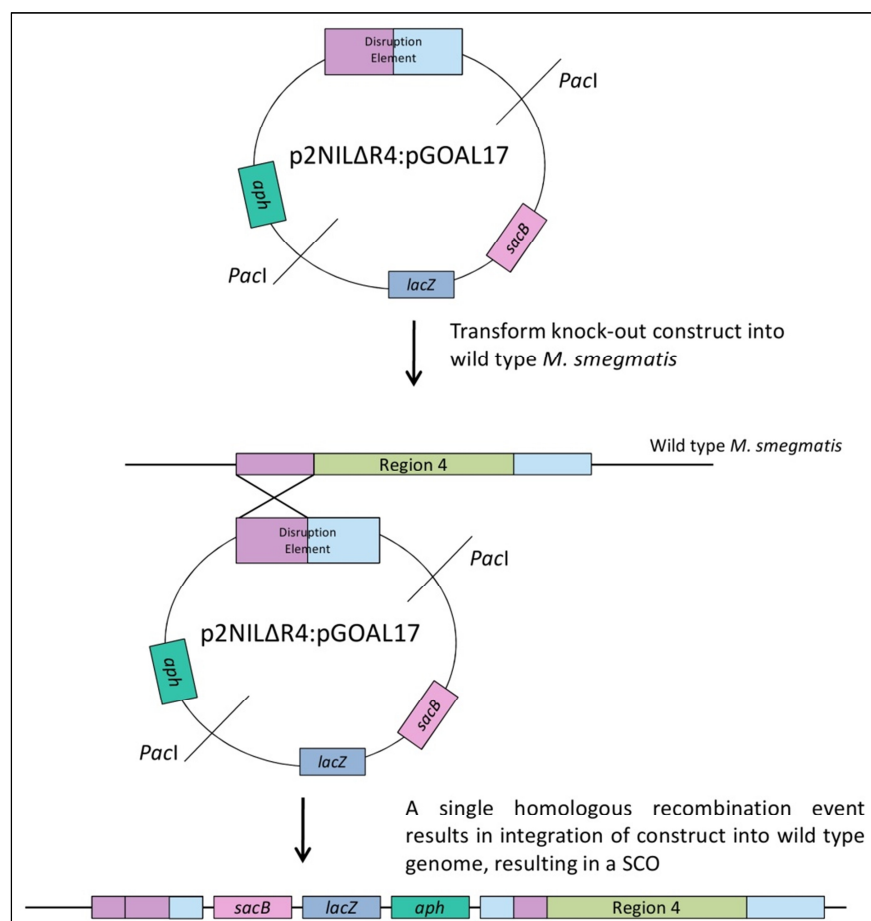 Disruption
Element
PacI
p2NILΔR4:pGOAL17
aph
sacB
PacI
lacZ
Transform knock-out construct into
wild type M. smegmatis
Wild type M. smegmatis
Region 4
Disruption
Element
PacI
p2NILΔR4:pGOAL17
aph
sacB
PacI
lacZ
A single homologous recombination event
results in integration of construct into wild type
genome, resulting in a SCO
sacB lacZ aph Region 4